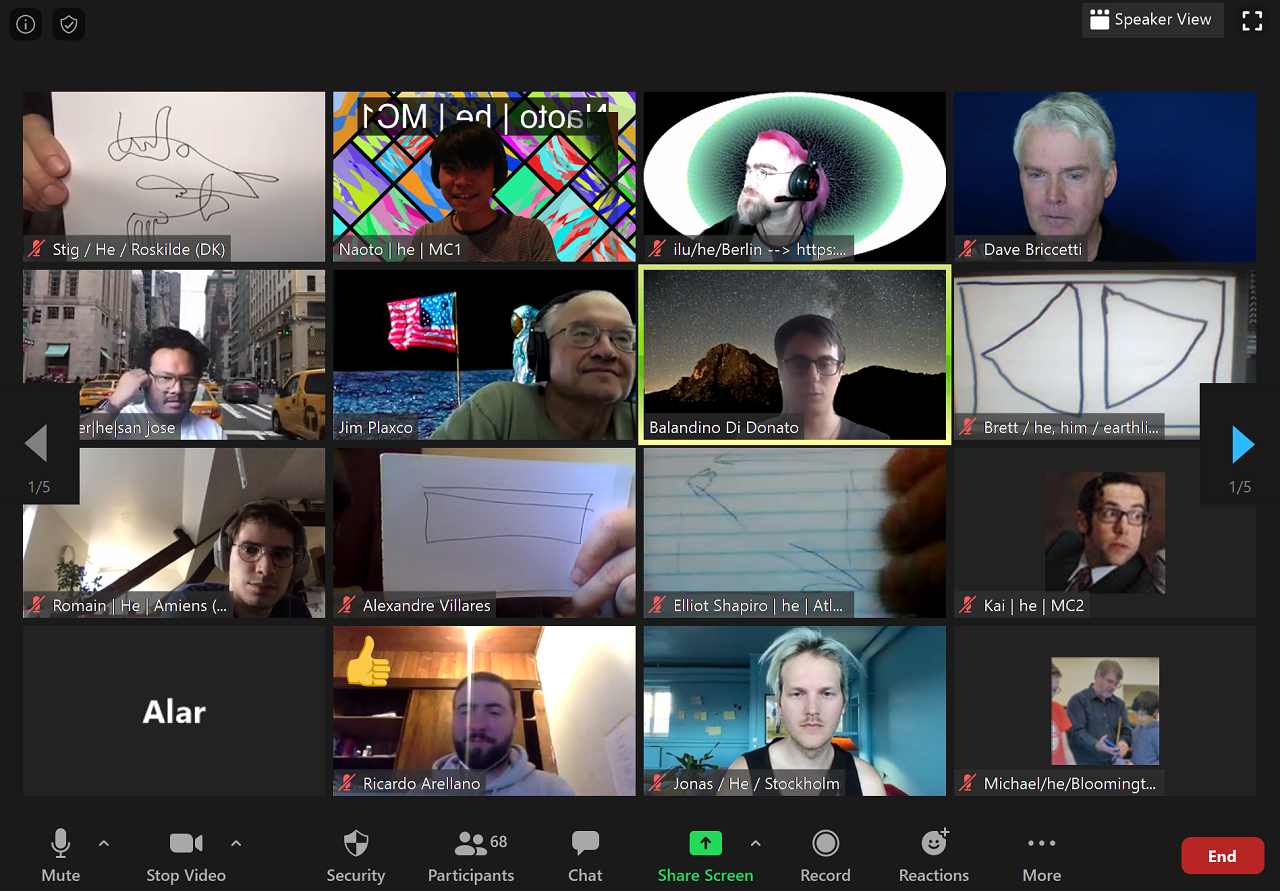 Speaker View
Naoto | he | MC1
Stig / He / Roskilde (DK)
Naoto | he | MC1
ilu/he/Berlin --> https:...
Dave Briccetti
er|he|san jose
Jim Plaxco
Balandino Di Donato
Brett / he, him / earthli...
1/5
1/5
Romain | He | Amiens (...
Alexandre Villares
Elliot Shapiro | he | Atl...
Kai | he | MC2
Alar
Ricardo Arellano
Jonas / He / Stockholm
Michael/he/Bloomingt...
68
Mute
Stop Video
Security
Participants
Chat
Share Screen
Record
Reactions
More
End